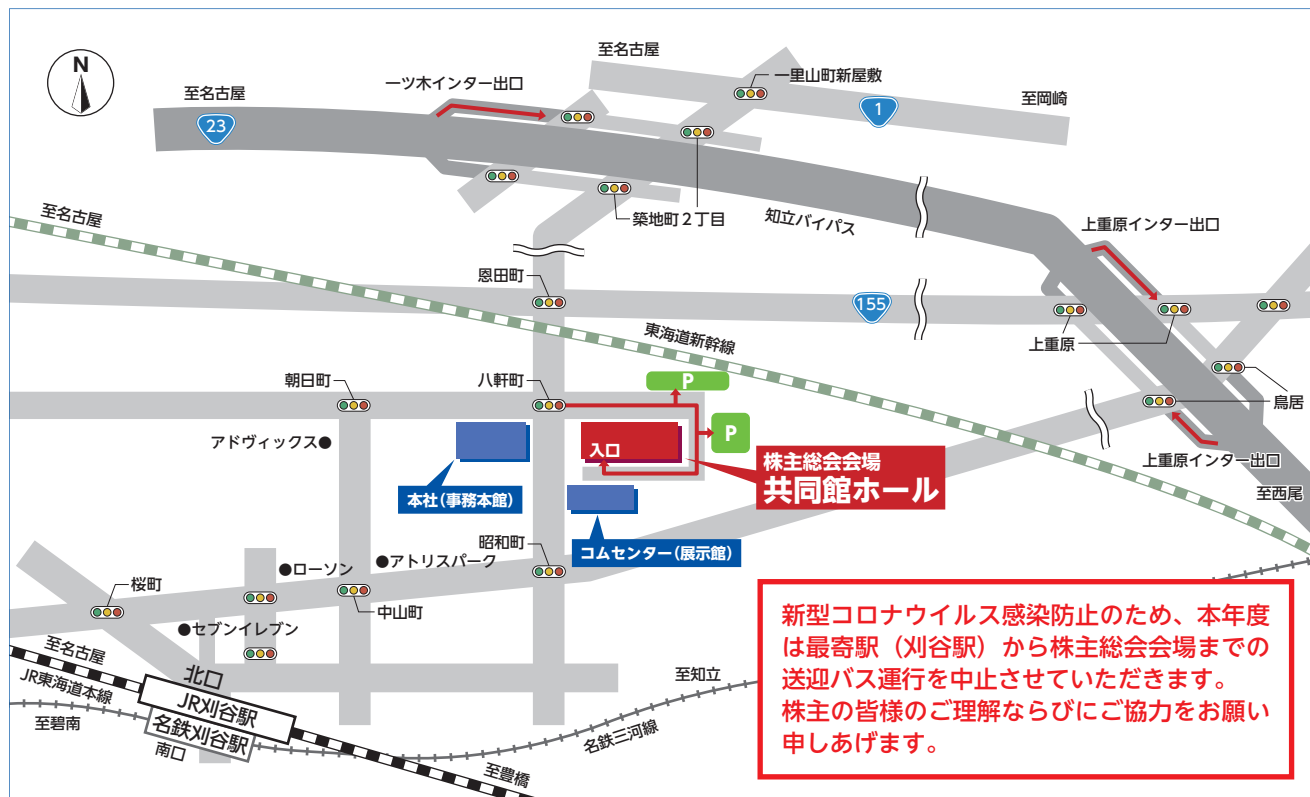 N
至名古屋
23
一ツ木インター出口
至名古屋
一里山町新屋敷
1
至岡崎
至名古屋
築地町2丁目
知立バイパス
上重原インター出口
恩田町
155
東海道新幹線
上重原
朝日町
八軒町
P
鳥居
アドヴィックス●
P
入口
株主総会会場
共同館ホール
上重原インター出口
至西尾
本社(事務本館)
コムセンター(展示館)
昭和町
●アトリスパーク
●ローソン
桜町
中山町
●セブンイレブン
至名古屋
JR東海道本線
北口
JR刈谷駅
名鉄刈谷駅
南口
至碧南
至知立
名鉄三河線
至豊橋
新型コロナウイルス感染防止のため、本年度
は最寄駅(刈谷駅)から株主総会会場までの
送迎バス運行を中止させていただきます。
株主の皆様のご理解ならびにご協力をお願い
申しあげます。